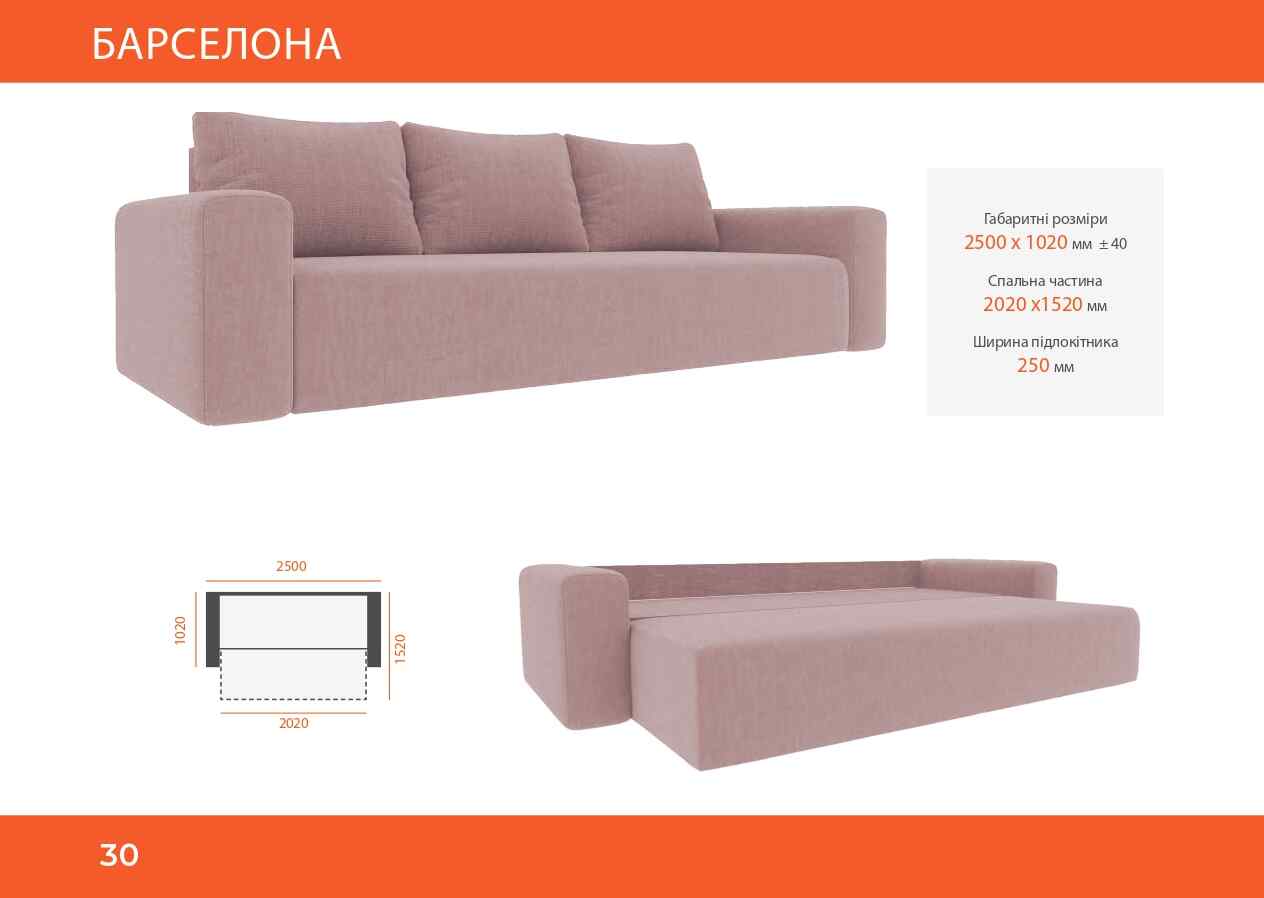 БАРСЕЛОНА
Габаритні розміри
2500 x 1020 мм ± 40
Спальна частина
2020 x1520 мм
Ширина підлокітника
250 мм
2500
1020
1520
2020
30